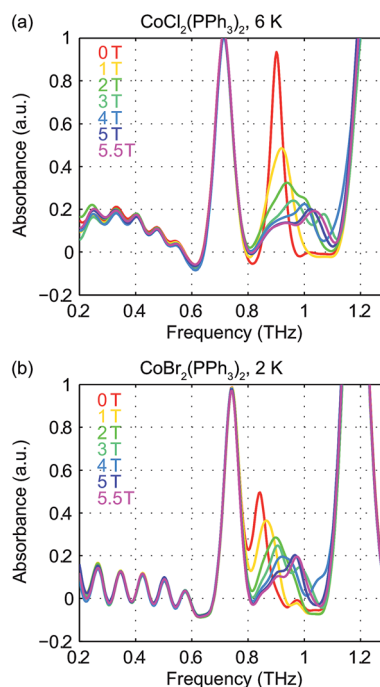 (a) CoCl₂(PPh₃)₂, 6 K
1
0 T
1 T
0.8
2 T
3 T
0.6
4 T
5 T
0.4
5.5T
0.2
0
−0.2
Absorbance (a.u.)
0.2 0.4 0.6 0.8 1 1.2
Frequency (THz)
(b) CoBr₂(PPh₃)₂, 2 K
1
0 T
1 T
0.8
2 T
3 T
0.6
4 T
5 T
0.4
5.5T
0.2
0
−0.2
Absorbance (a.u.)
0.2 0.4 0.6 0.8 1 1.2
Frequency (THz)